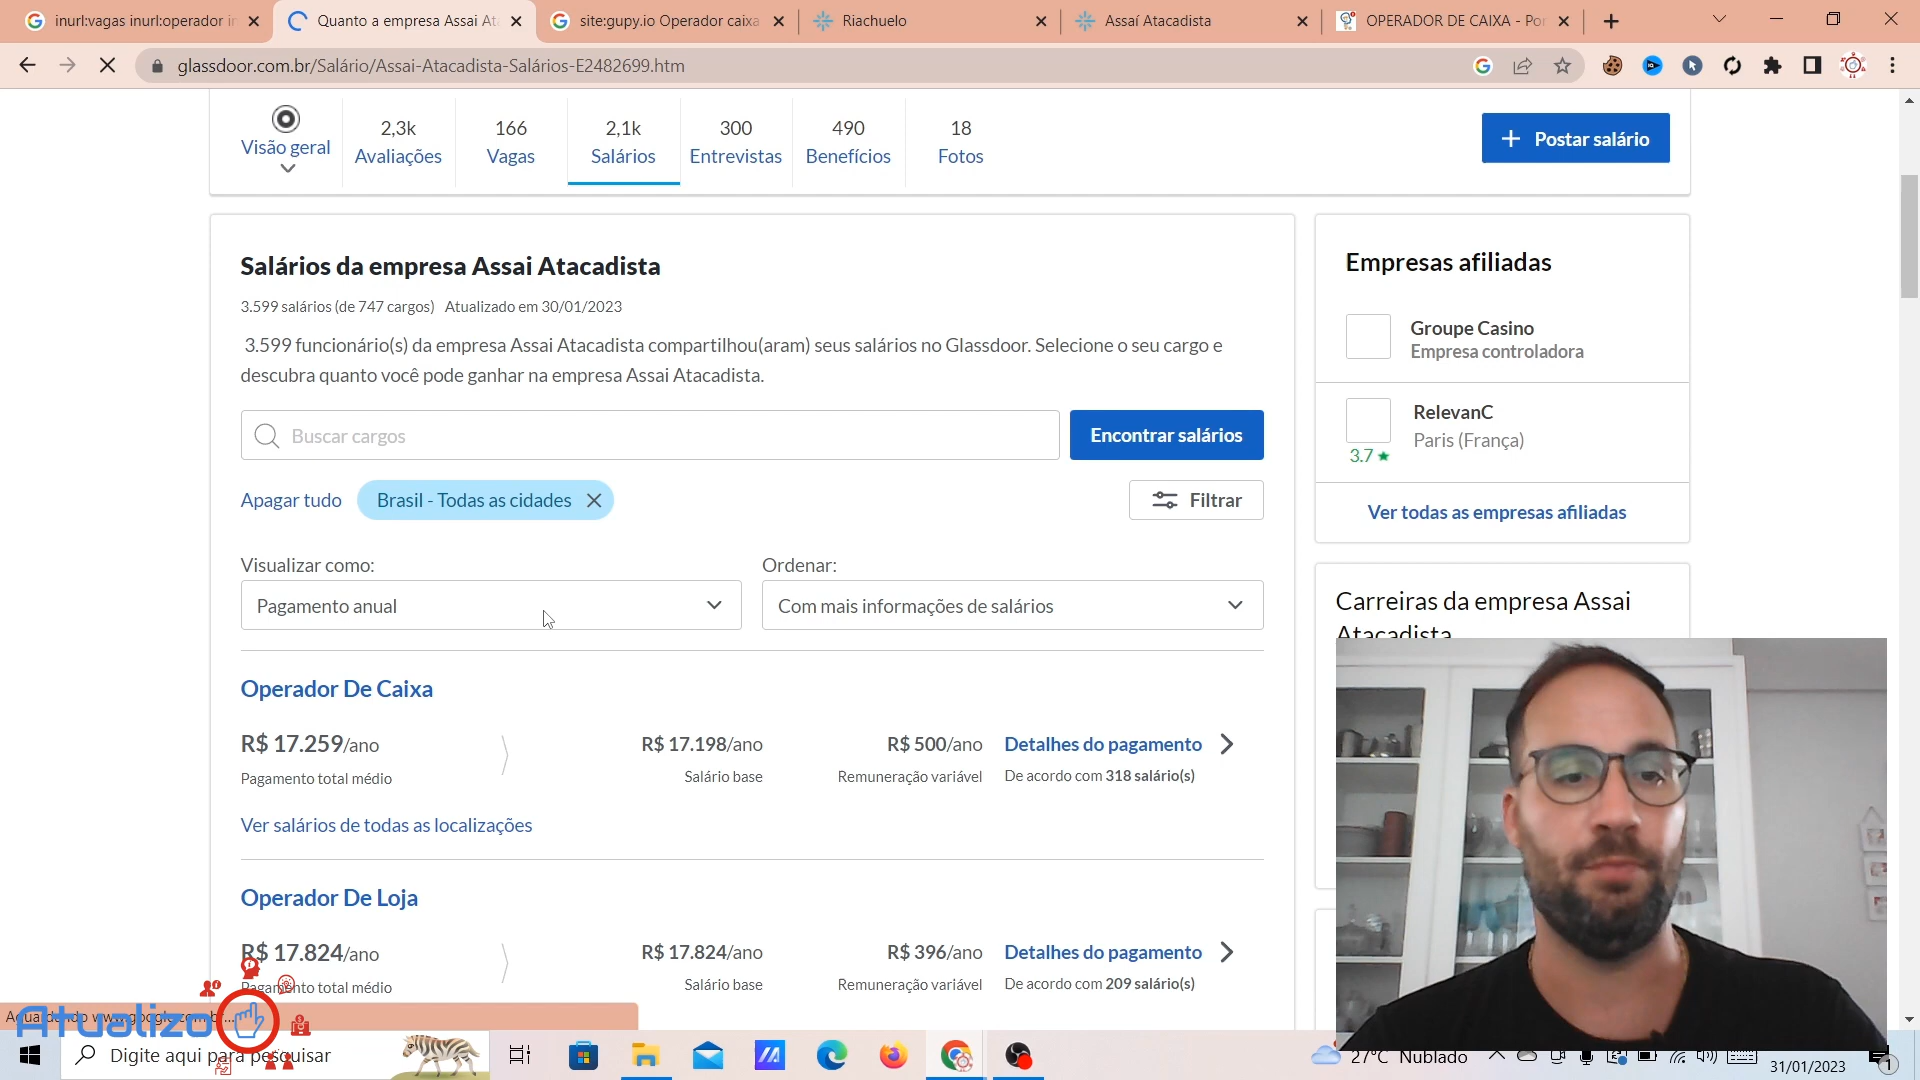 inurl:vagas inurl:operador in
Quanto a empresa Assai At
site:gupy.io Operador caixa
Riachuelo
Assaí Atacadista
OPERADOR DE CAIXA - Por
glassdoor.com.br/Salário/Assai-Atacadista-Salários-E2482699.htm
Visão geral
2,3k
Avaliações
166
Vagas
2,1k
Salários
300
Entrevistas
490
Benefícios
18
Fotos
+ Postar salário
Salários da empresa Assai Atacadista
3.599 salários (de 747 cargos) Atualizado em 30/01/2023
3.599 funcionário(s) da empresa Assai Atacadista compartilhou(aram) seus salários no Glassdoor. Selecione o seu cargo e
descubra quanto você pode ganhar na empresa Assai Atacadista.
Buscar cargos
Encontrar salários
Apagar tudo
Brasil - Todas as cidades
Filtrar
Visualizar como:
Ordenar:
Pagamento anual
Com mais informações de salários
Operador De Caixa
R$ 17.259/ano
Pagamento total médio
R$ 17.198/ano
Salário base
R$ 500/ano
Remuneração variável
Detalhes do pagamento
De acordo com 318 salário(s)
Ver salários de todas as localizações
Operador De Loja
R$ 17.824/ano
Pagamento total médio
R$ 17.824/ano
Salário base
R$ 396/ano
Remuneração variável
Detalhes do pagamento
De acordo com 209 salário(s)
Empresas afiliadas
Groupe Casino
Empresa controladora
RelevanC
Paris (França)
3.7 ★
Ver todas as empresas afiliadas
Carreiras da empresa Assai
Atacadista
Atualizo
Digite aqui para pesquisar
27°C Nublado
31/01/2023
1